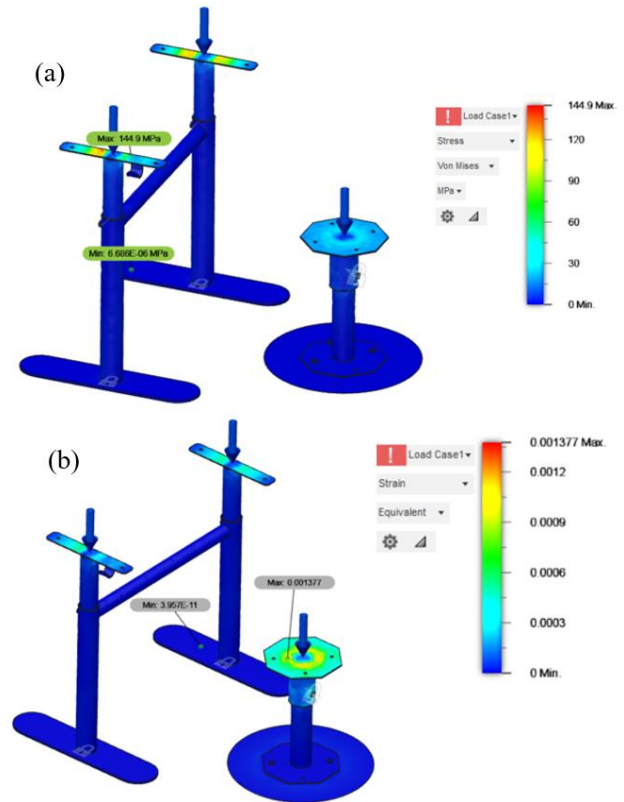 (a)
Max: 144.9 MPa
Min: 6.686E-06 MPa
Load Case1
Stress
Von Mises
MPa
144.9 Max.
120
90
60
30
0 Min.
(b)
Min: 3.957E-11
Max: 0.001377
Load Case1
Strain
Equivalent
0.001377 Max.
0.0012
0.0009
0.0006
0.0003
0 Min.